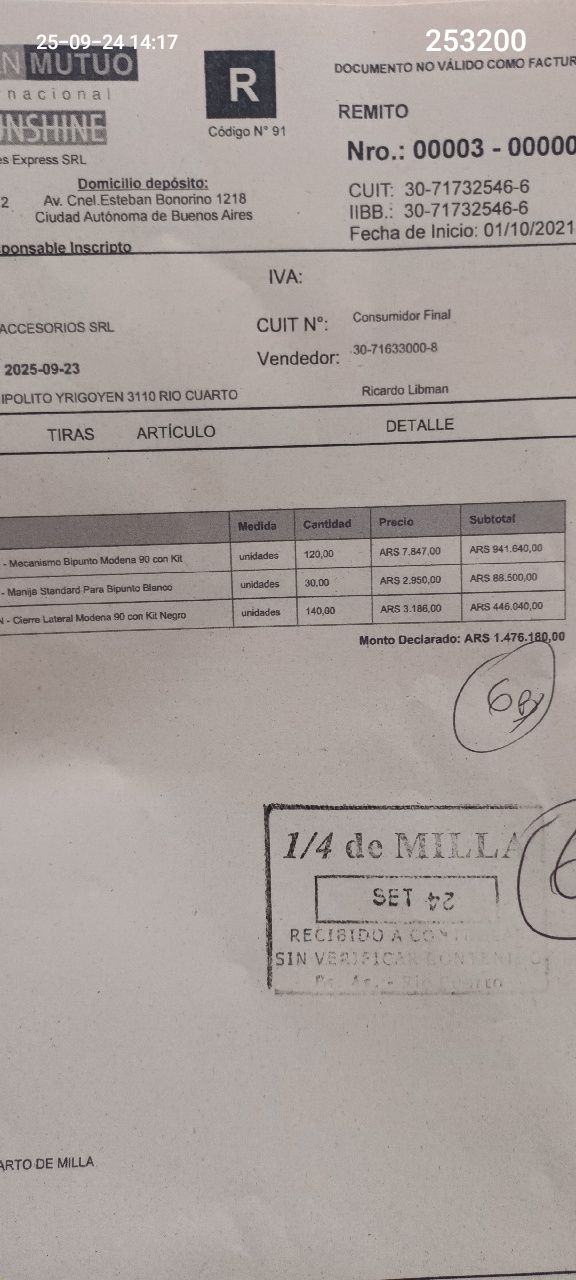 25-09-24 14:17
253200
N MUTUO
nacional
NSHINE
es Express SRL
R
Código N° 91
DOCUMENTO NO VÁLIDO COMO FACTUR
REMITO
Nro.: 00003 - 00000
Domicilio depósito:
2 Av. Cnel.Esteban Bonorino 1218
Ciudad Autónoma de Buenos Aires
CUIT: 30-71732546-6
IIBB.: 30-71732546-6
Fecha de Inicio: 01/10/2021
ponsable Inscripto
IVA:
ACCESORIOS SRL
CUIT N°: Consumidor Final
2025-09-23
Vendedor: 30-71633000-8
IPOLITO YRIGOYEN 3110 RIO CUARTO
Ricardo Libman
TIRAS ARTÍCULO DETALLE
Medida Cantidad Precio Subtotal
- Mecanismo Bipunto Modena 90 con Kit unidades 120,00 ARS 7.847,00 ARS 941.640,00
- Manija Standard Para Bipunto Blanco unidades 30,00 ARS 2.950,00 ARS 88.500,00
N - Cierre Lateral Modena 90 con Kit Negro unidades 140,00 ARS 3.186,00 ARS 446.040,00
Monto Declarado: ARS 1.476.180,00
1/4 de MILLA
SET 24
RECIBIDO A
SIN VERIFICAR CONTENIDO
ARTO DE MILLA